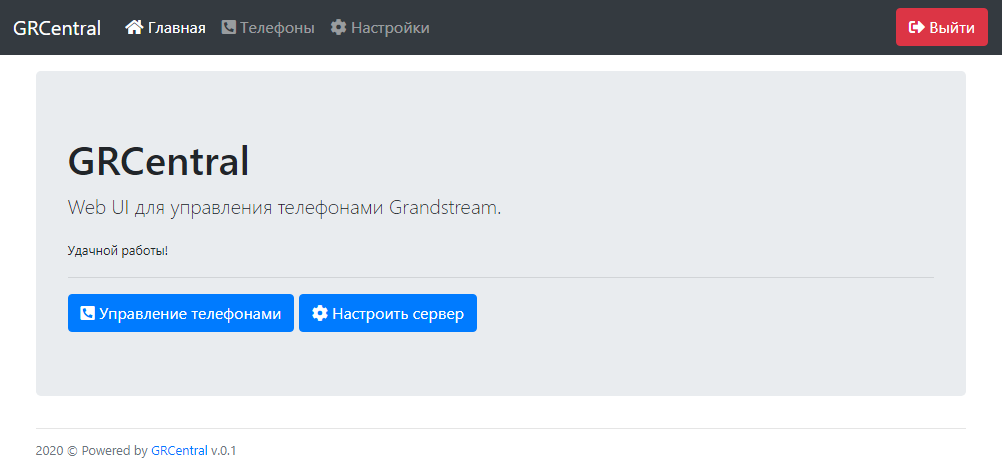 GRCentral Главная Телефоны Настройки Выйти
GRCentral
Web UI для управления телефонами Grandstream.
Удачной работы!
Управление телефонами Настроить сервер
2020 © Powered by GRCentral v.0.1